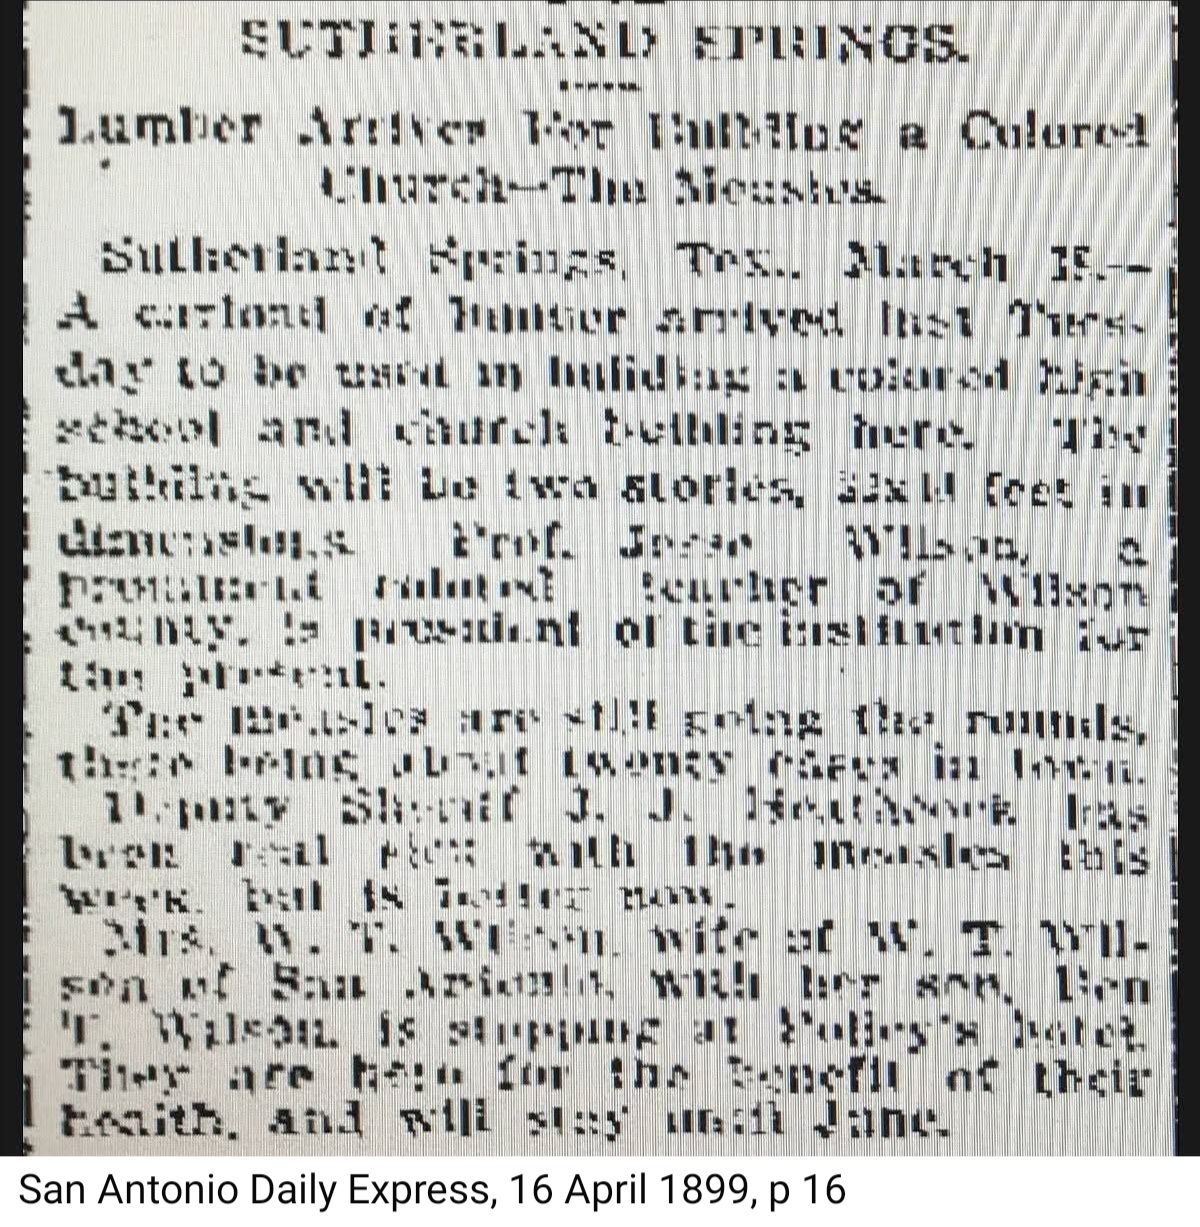 SUTHERLAND SPRINGS.
Lumber Arrives For Building a Colored
Church—The Measles.
Sutherland Springs, Tex., March
A carload of lumber arrived last Tues-
day to be used in building a colored high
school and church building here. The
building will be two stories, feet in
dimensions. Prof. Wilson, a
prominent colored teacher of Wilson
county, is president of the institution for
the present.
The measles are still going the rounds,
there being about twenty cases in town.
Deputy Sheriff J. J. has
been real sick with the measles this
week, but is better now.
Mrs. W. T. Wilson, wife of W. T. Wil-
son of San Antonio, with her son, Ben
T. Wilson, is stopping at hotel.
They are here for the benefit of their
health, and will stay until June.
San Antonio Daily Express, 16 April 1899, p 16